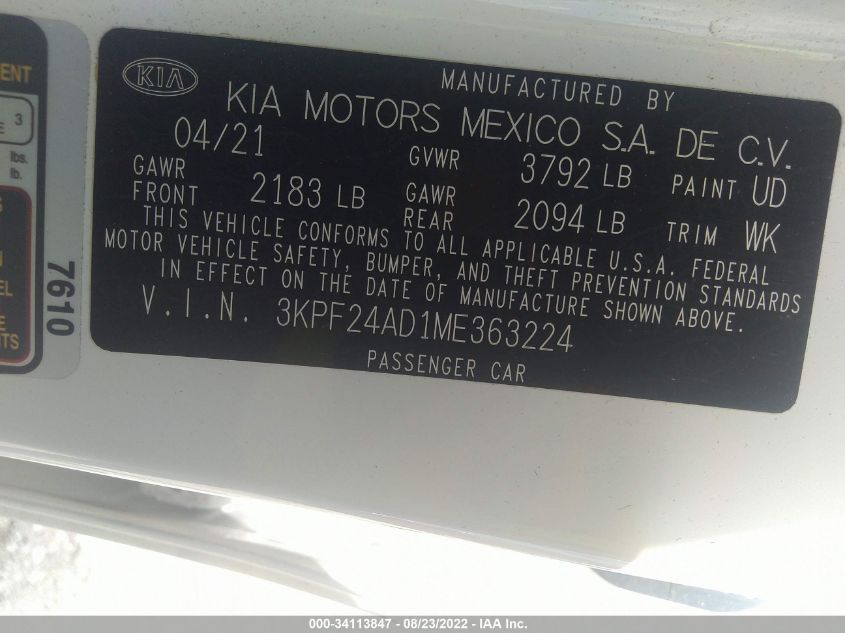 ENT
3
E
lbs.
lb.
S
N
EL
E
TS
7610
KIA
MANUFACTURED BY
KIA MOTORS MEXICO S.A. DE C.V.
04/21 GVWR 3792 LB PAINT UD
GAWR FRONT 2183 LB GAWR REAR 2094 LB TRIM WK
THIS VEHICLE CONFORMS TO ALL APPLICABLE U.S.A. FEDERAL
MOTOR VEHICLE SAFETY, BUMPER, AND THEFT PREVENTION STANDARDS
IN EFFECT ON THE DATE OF MANUFACTURE SHOWN ABOVE.
V.I.N. 3KPF24AD1ME363224
PASSENGER CAR
000-34113847 - 08/23/2022 - IAA Inc.